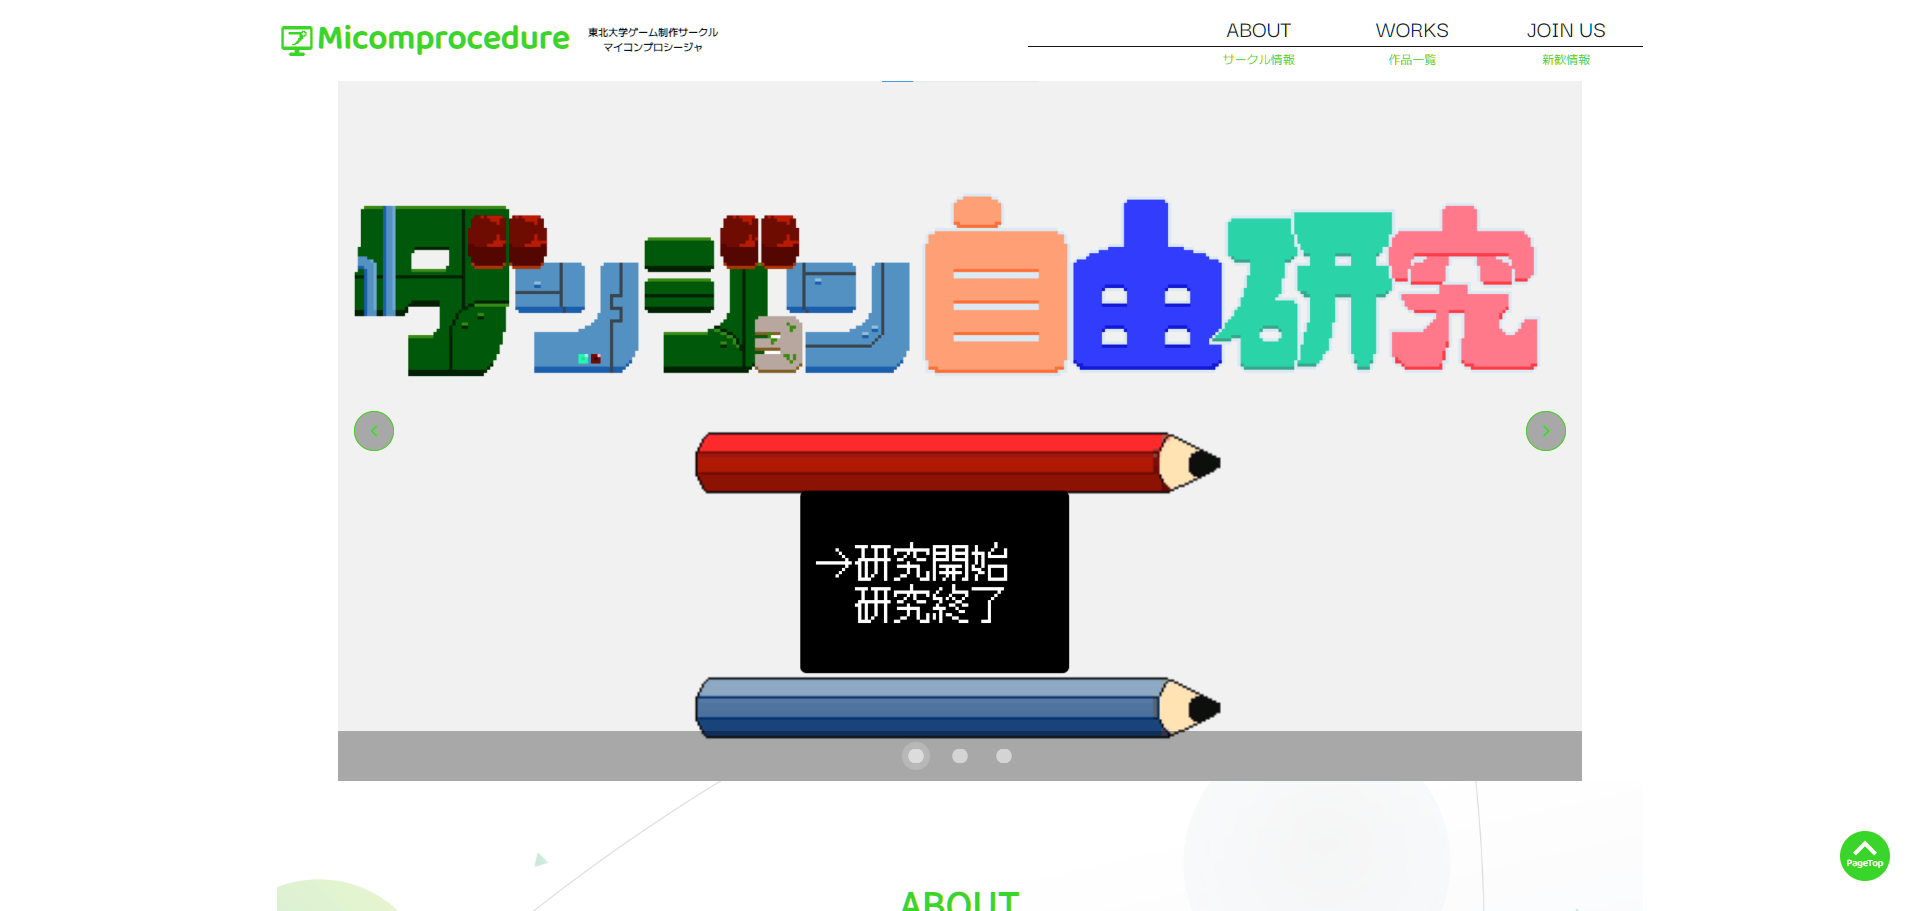 Micomprocedure
東北大学ゲーム制作サークル
マイコンプロシージャ
ABOUT
サークル情報
WORKS
作品一覧
JOIN US
新歓情報
ダンジョン自由研究
→研究開始
研究終了
ABOUT
PageTop